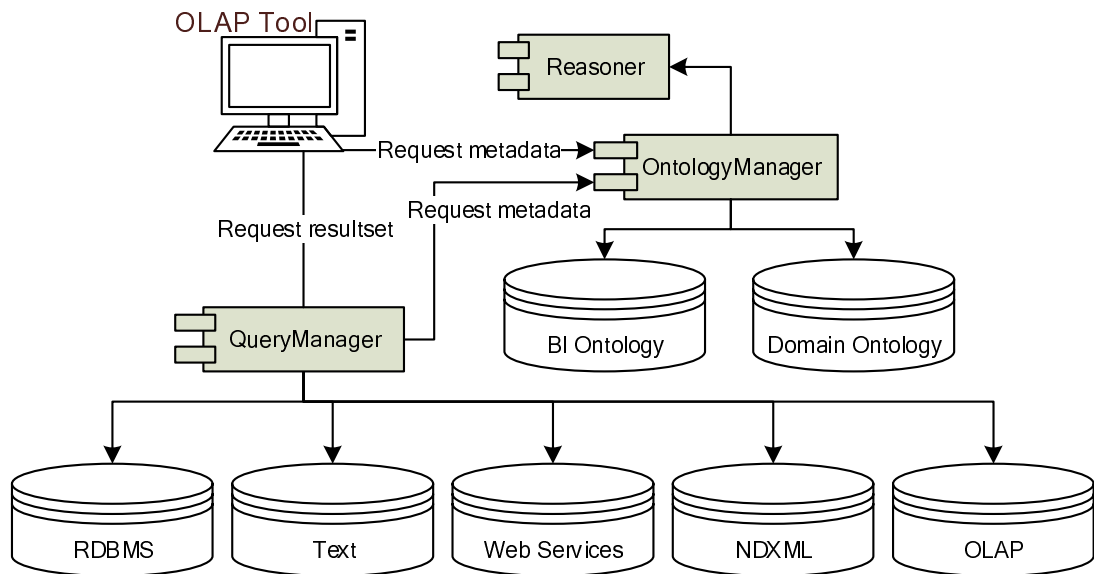 OLAP Tool
Reasoner
Request metadata
OntologyManager
Request metadata
Request resultset
QueryManager
BI Ontology
Domain Ontology
RDBMS
Text
Web Services
NDXML
OLAP